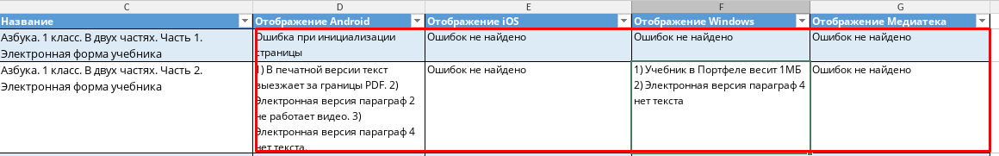 C D E F G
Название Отображение Android Отображение iOS Отображение Windows Отображение Медиатека
Азбука. 1 класс. В двух частях. Часть 1.
Электронная форма учебника
Ошибка при инициализации
страницы
Ошибок не найдено
Ошибок не найдено
Ошибок не найдено
Азбука. 1 класс. В двух частях. Часть 2.
Электронная форма учебника
1) В печатной версии текст
выезжает за границы PDF. 2)
Электронная версия параграф 2
не работает видео. 3)
Электронная версия параграф 4
нет текста.
Ошибок не найдено
1) Учебник в Портфеле весит 1МБ
2) Электронная версия параграф 4
нет текста
Ошибок не найдено